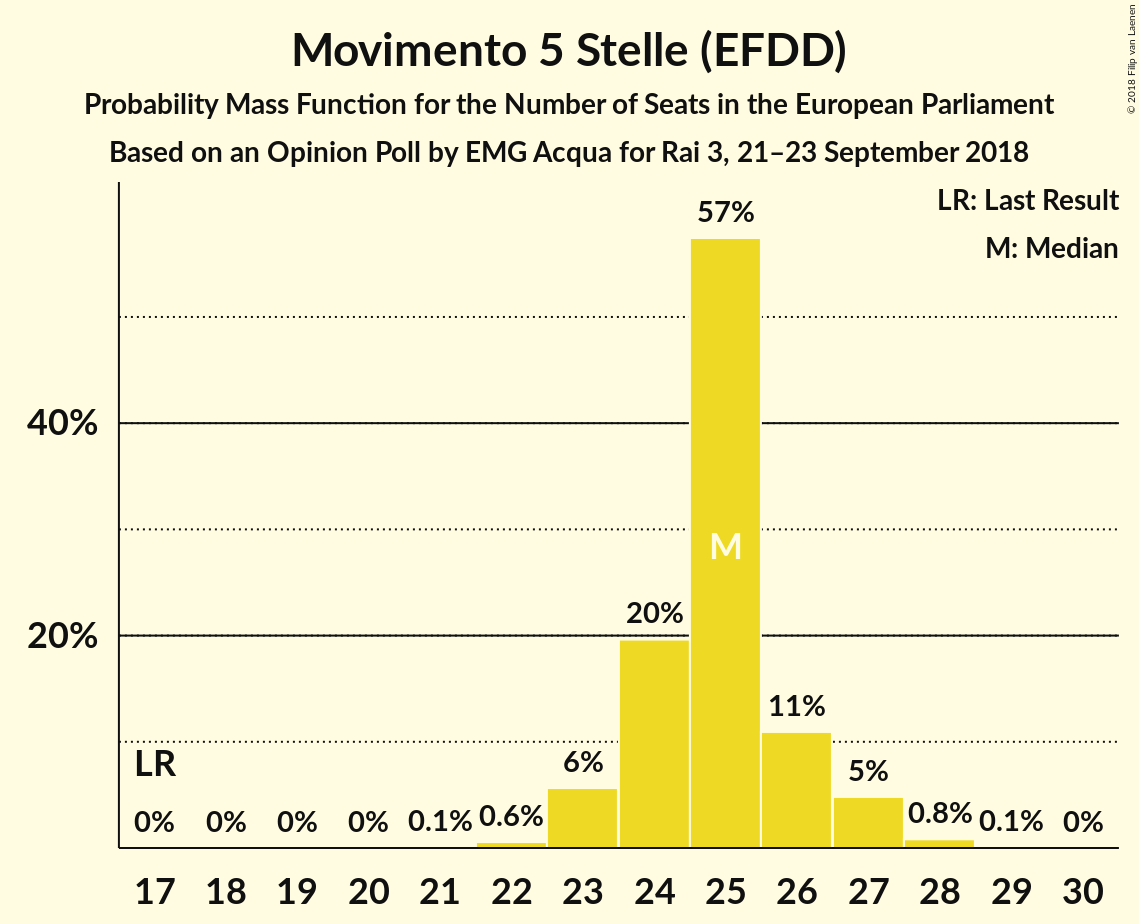 Movimento 5 Stelle (EFDD)
Probability Mass Function for the Number of Seats in the European Parliament
Based on an Opinion Poll by EMG Acqua for Rai 3, 21–23 September 2018
© 2018 Filip van Laenen
LR: Last Result
M: Median
57%
40%
M
20%
20%
11%
LR
6%
5%
0% 0% 0% 0% 0.1% 0.6% 0.8% 0.1% 0%
17 18 19 20 21 22 23 24 25 26 27 28 29 30